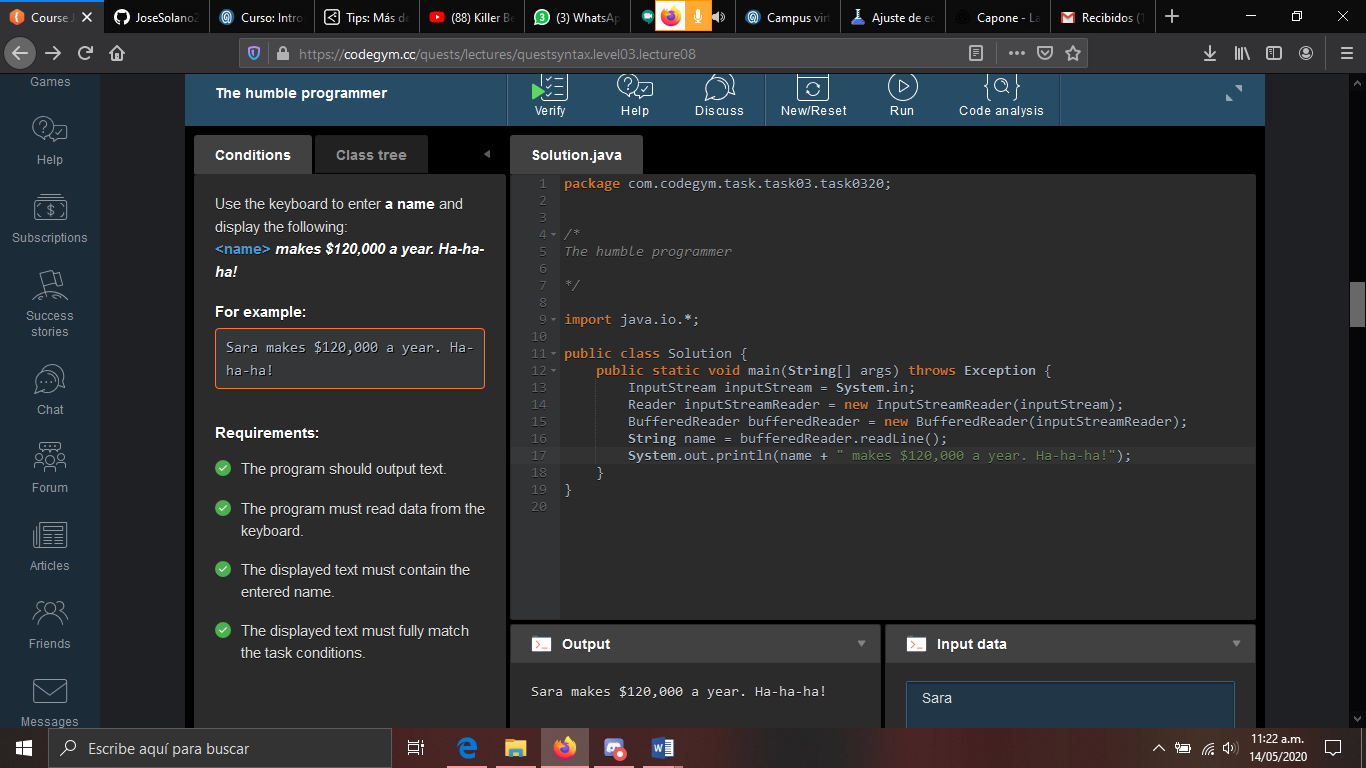 Course J
JoseSolano2
Curso: Intro
Tips: Más de
(88) Killer Be
(3) WhatsAp
Campus virt
Ajuste de ec
Capone - La
Recibidos (1
https://codegym.cc/quests/lectures/questsyntax.level03.lecture08
Games
Help
Subscriptions
Success
stories
Chat
Forum
Articles
Friends
Messages
The humble programmer
Verify
Help
Discuss
New/Reset
Run
Code analysis
Conditions
Class tree
Use the keyboard to enter a name and
display the following:
<name> makes $120,000 a year. Ha-ha-
ha!
For example:
Sara makes $120,000 a year. Ha-
ha-ha!
Requirements:
The program should output text.
The program must read data from the
keyboard.
The displayed text must contain the
entered name.
The displayed text must fully match
the task conditions.
Solution.java
1 package com.codegym.task.task03.task0320;
2
3
4 /*
5 The humble programmer
6
7 */
8
9 import java.io.*;
10
11 public class Solution {
12 public static void main(String[] args) throws Exception {
13 InputStream inputStream = System.in;
14 Reader inputStreamReader = new InputStreamReader(inputStream);
15 BufferedReader bufferedReader = new BufferedReader(inputStreamReader);
16 String name = bufferedReader.readLine();
17 System.out.println(name + " makes $120,000 a year. Ha-ha-ha!");
18 }
19 }
20
Output
Sara makes $120,000 a year. Ha-ha-ha!
Input data
Sara
Escribe aquí para buscar
11:22 a.m.
14/05/2020